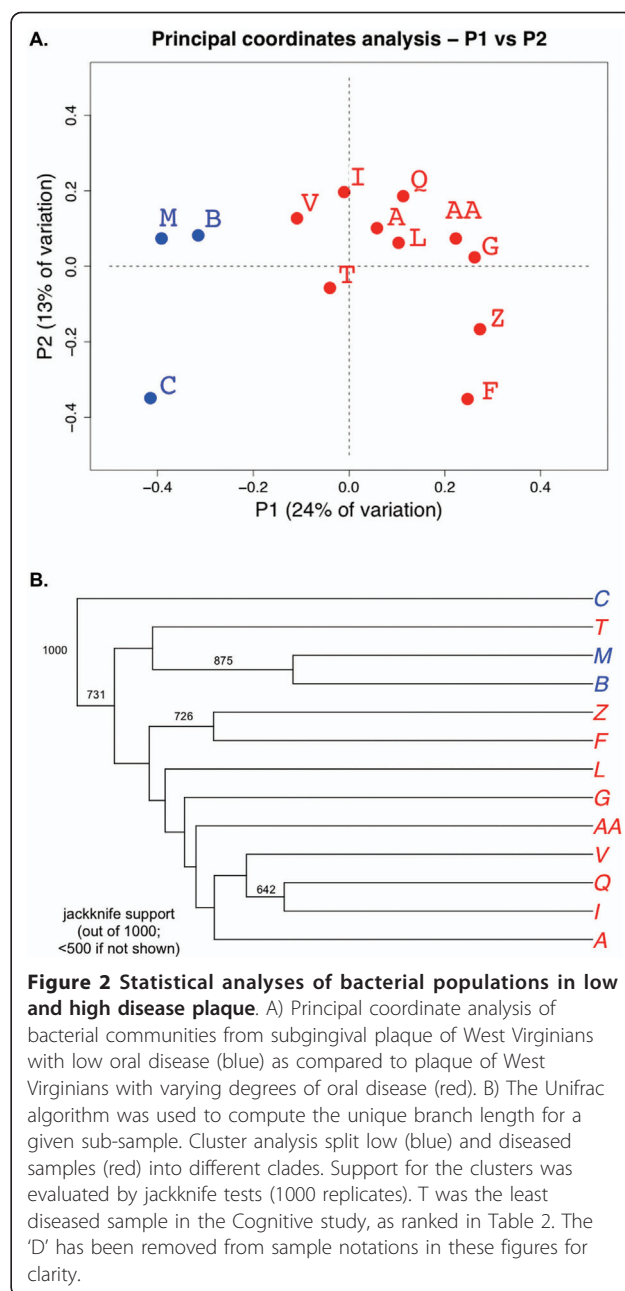 A.
Principal coordinates analysis – P1 vs P2
P2 (13% of variation)
0.4
0.2
0.0
−0.2
−0.4
M
B
C
V
I
T
A
Q
L
AA
G
Z
F
−0.4
−0.2
0.0
0.2
0.4
P1 (24% of variation)
B.
1000
731
875
726
642
C
T
M
B
Z
F
L
G
AA
V
Q
I
A
jackknife support
(out of 1000;
<500 if not shown)
Figure 2 Statistical analyses of bacterial populations in low
and high disease plaque. A) Principal coordinate analysis of
bacterial communities from subgingival plaque of West Virginians
with low oral disease (blue) as compared to plaque of West
Virginians with varying degrees of oral disease (red). B) The Unifrac
algorithm was used to compute the unique branch length for a
given sub-sample. Cluster analysis split low (blue) and diseased
samples (red) into different clades. Support for the clusters was
evaluated by jackknife tests (1000 replicates). T was the least
diseased sample in the Cognitive study, as ranked in Table 2. The
'D' has been removed from sample notations in these figures for
clarity.